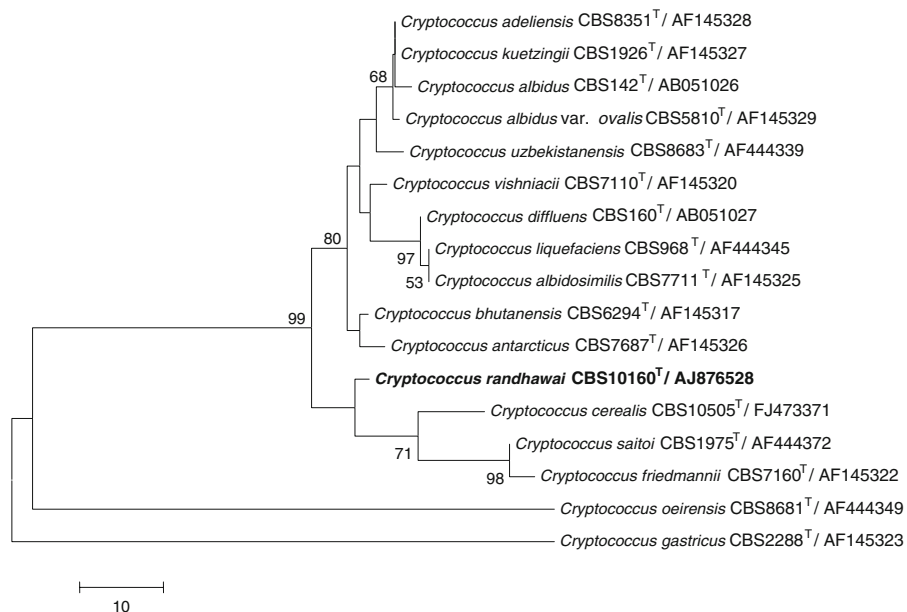 Cryptococcus adeliensis CBS8351T/ AF145328
Cryptococcus kuetzingii CBS1926T/ AF145327
68
Cryptococcus albidus CBS142T/ AB051026
Cryptococcus albidus var. ovalis CBS5810T/ AF145329
Cryptococcus uzbekistanensis CBS8683T/ AF444339
Cryptococcus vishniacii CBS7110T/ AF145320
Cryptococcus diffluens CBS160T/ AB051027
80
Cryptococcus liquefaciens CBS968T/ AF444345
97
Cryptococcus albidosimilis CBS7711 T/ AF145325
53
Cryptococcus bhutanensis CBS6294T/ AF145317
99
Cryptococcus antarcticus CBS7687T/ AF145326
Cryptococcus randhawai CBS10160T/ AJ876528
Cryptococcus cerealis CBS10505T/ FJ473371
Cryptococcus saitoi CBS1975T/ AF444372
71
Cryptococcus friedmannii CBS7160T/ AF145322
98
Cryptococcus oeirensis CBS8681T/ AF444349
Cryptococcus gastricus CBS2288T/ AF145323
10